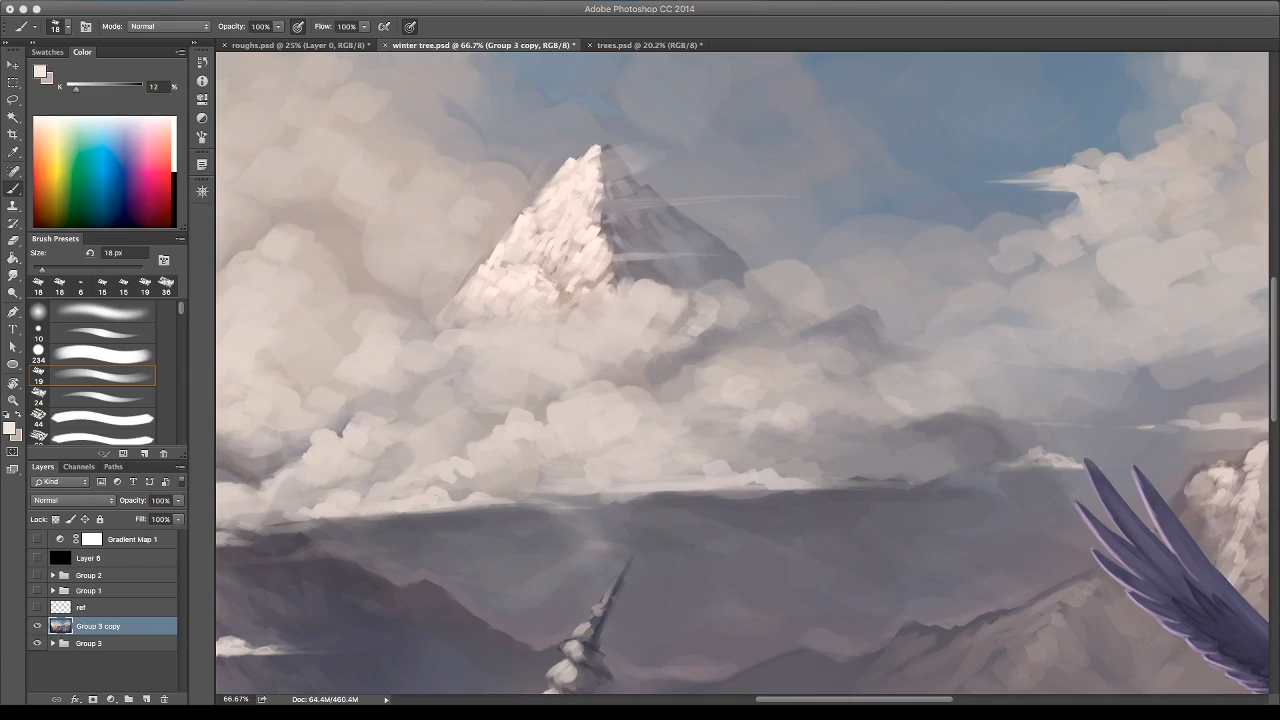 Adobe Photoshop CC 2014
18
Mode: Normal
Opacity: 100%
Flow: 100%
roughs.psd @ 25% (Layer 0, RGB/8) *
winter tree.psd @ 66.7% (Group 3 copy, RGB/8) *
trees.psd @ 20.2% (RGB/8) *
Swatches Color
K 12 %
Brush Presets
Size: 18 px
18 18 6 15 15 19 36
10
234
19
24
44
Layers Channels Paths
Kind
Normal Opacity: 100%
Lock: Fill: 100%
Gradient Map 1
Layer 6
Group 2
Group 1
ref
Group 3 copy
Group 3
66.67% Doc: 64.4M/460.4M